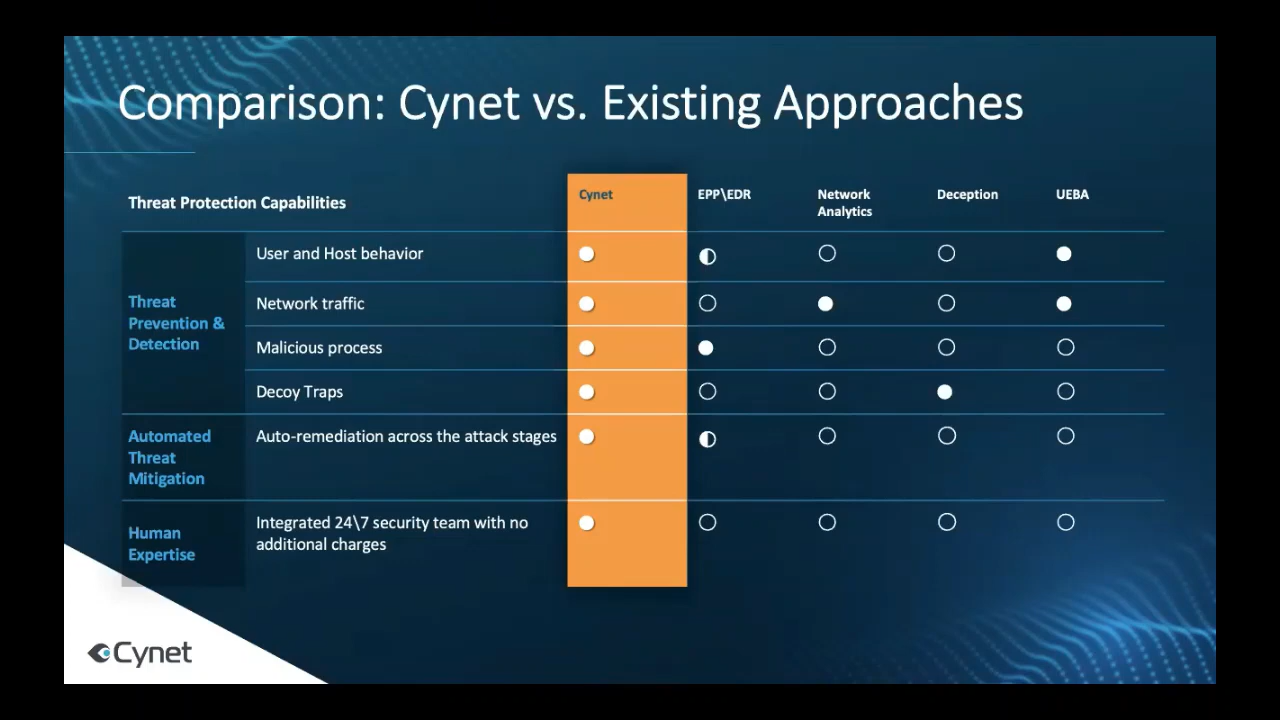 Comparison: Cynet vs. Existing Approaches
Threat Protection Capabilities
Cynet
EPP\EDR
Network
Analytics
Deception
UEBA
Threat
Prevention &
Detection
User and Host behavior
Network traffic
Malicious process
Decoy Traps
Automated
Threat
Mitigation
Auto-remediation across the attack stages
Human
Expertise
Integrated 24\7 security team with no
additional charges
Cynet